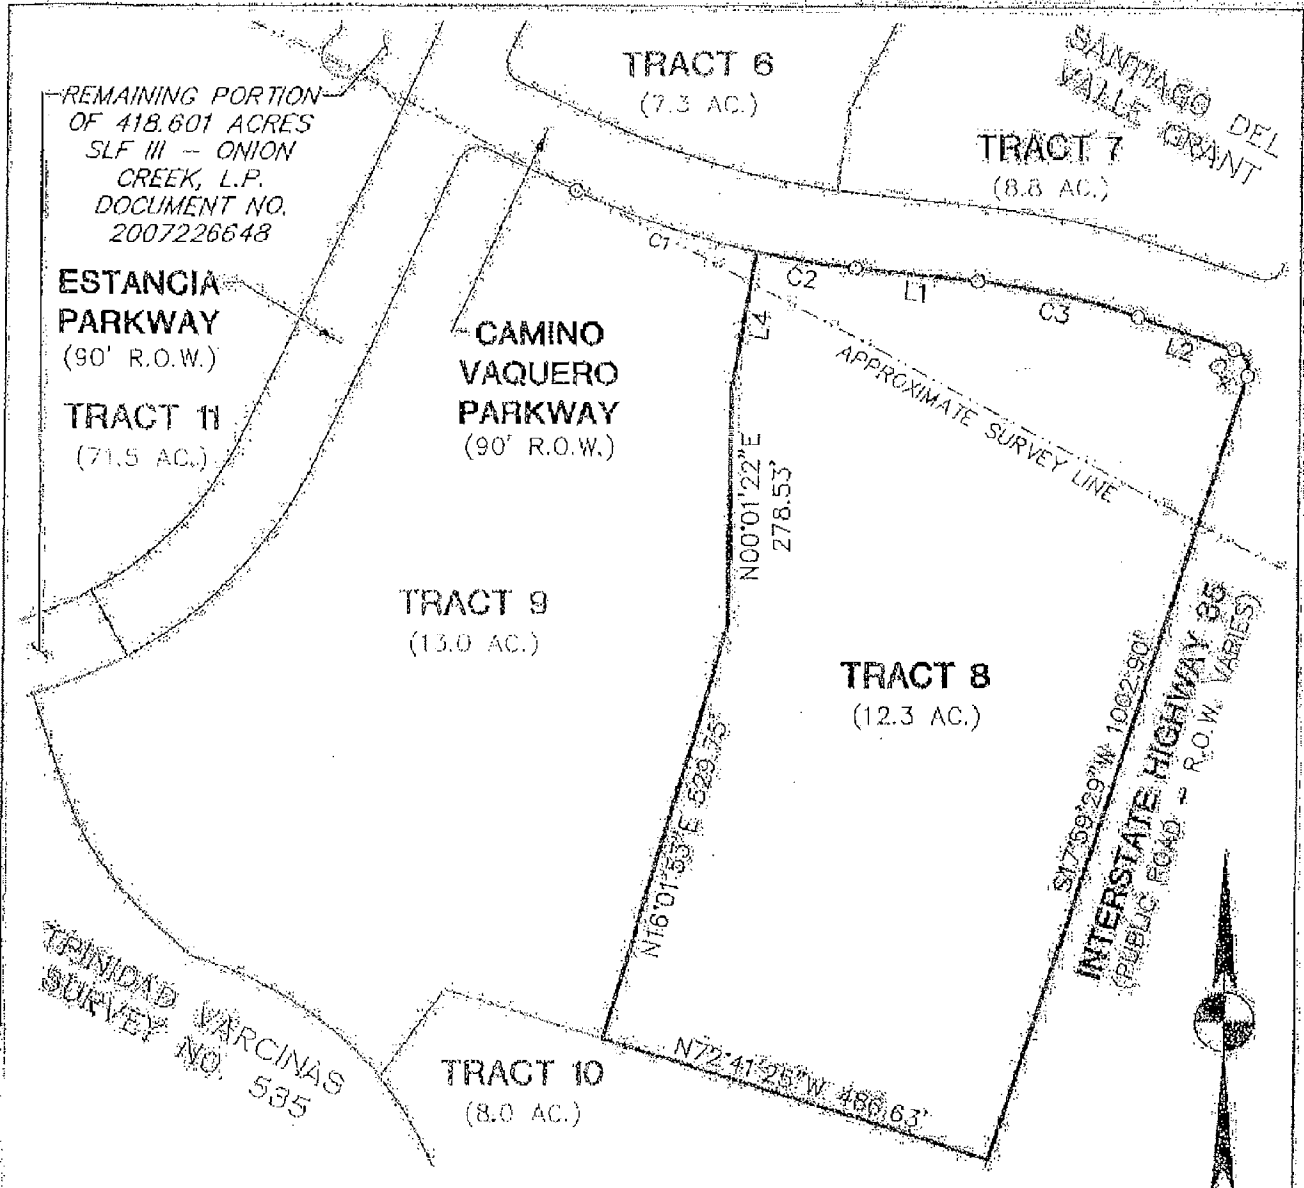 TRACT 6
(7.3 AC.)
SANTIAGO DEL
VALLE GRANT
TRACT 7
(8.8 AC.)
REMAINING PORTION
OF 418.601 ACRES
SLF III - ONION
CREEK, L.P.
DOCUMENT NO.
2007226648
ESTANCIA
PARKWAY
(90' R.O.W.)
TRACT 11
(71.5 AC.)
CAMINO
VAQUERO
PARKWAY
(90' R.O.W.)
C1
C2
L1
C3
L2
C4
L4
APPROXIMATE SURVEY LINE
N00°01'22"E
278.53'
TRACT 9
(13.0 AC.)
TRACT 8
(12.3 AC.)
N16°01'53"E 529.75'
S17°59'29"W 1002.90'
INTERSTATE HIGHWAY 35
(PUBLIC ROAD - R.O.W. VARIES)
TRINIDAD VARCINAS
SURVEY NO. 535
TRACT 10
(8.0 AC.)
N72°41'25"W 486.63'